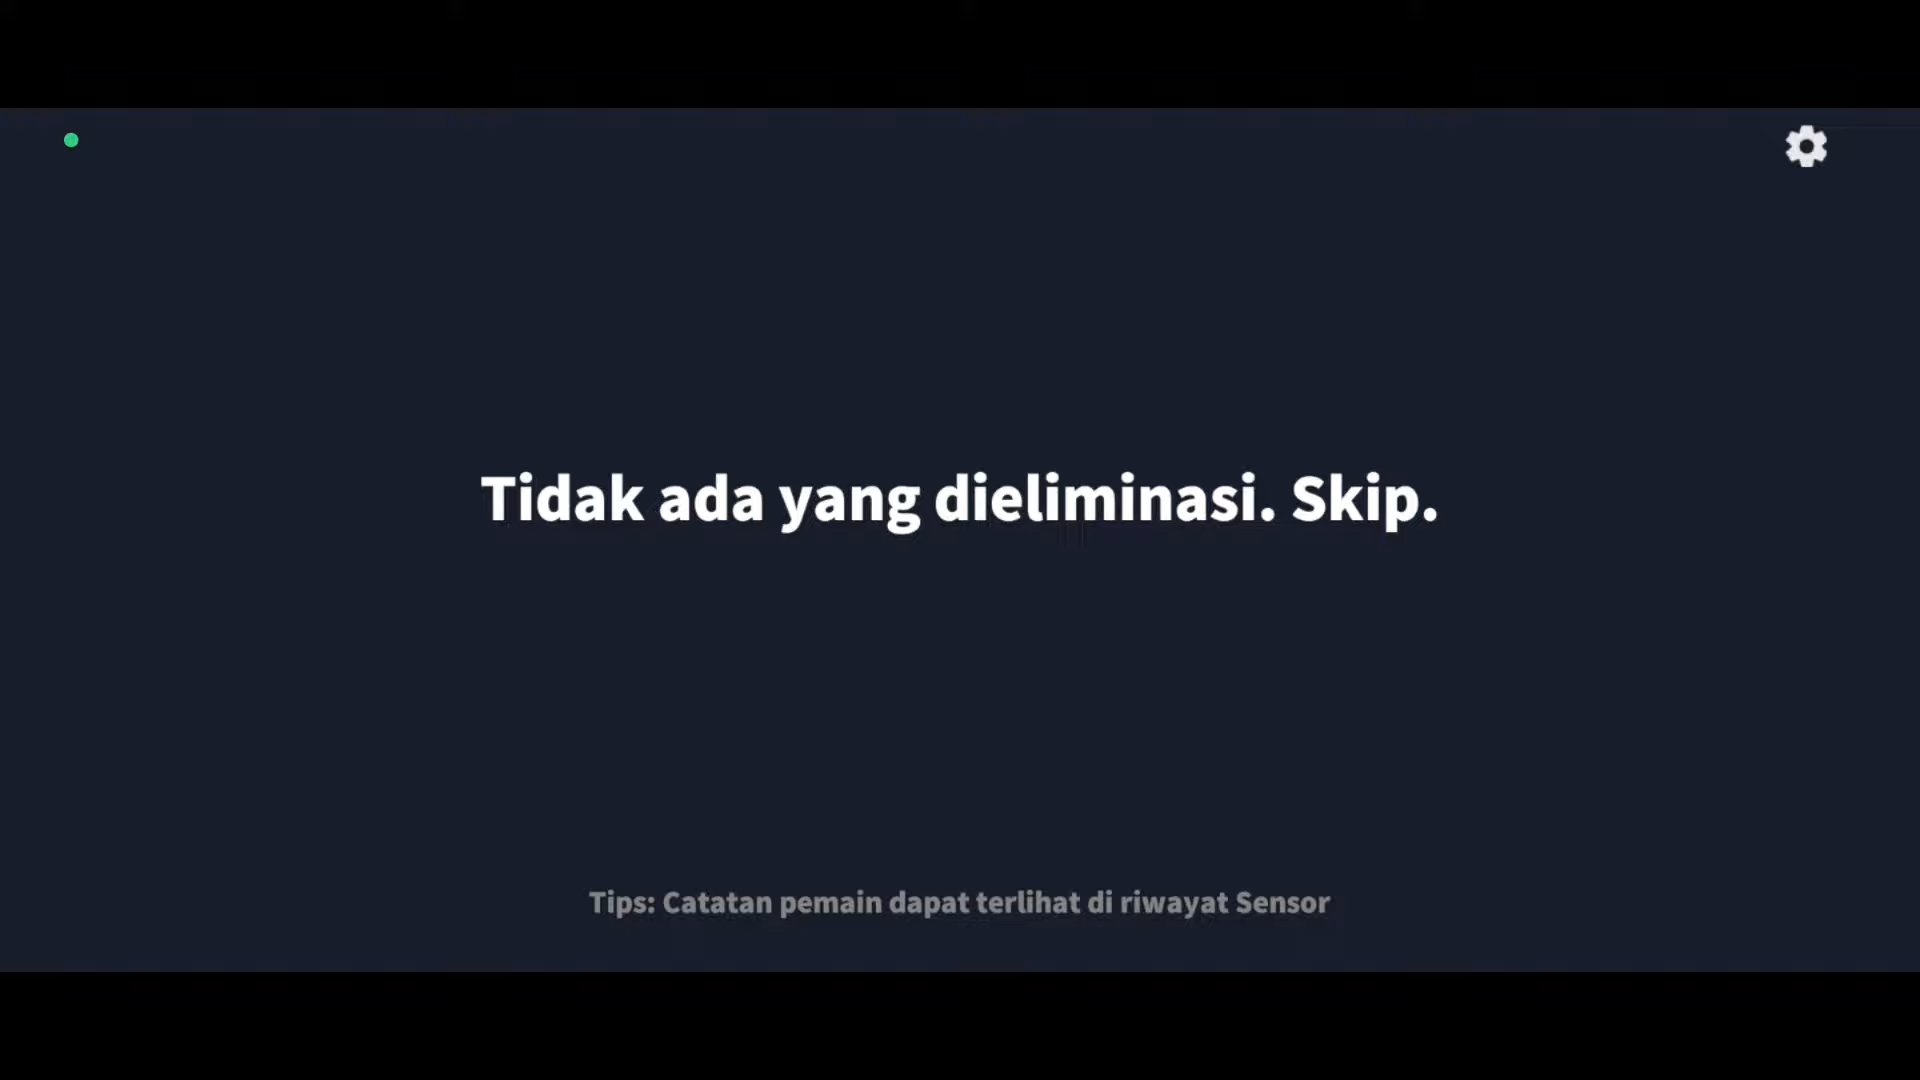 Tidak ada yang dieliminasi. Skip.
Tips: Catatan pemain dapat terlihat di riwayat Sensor